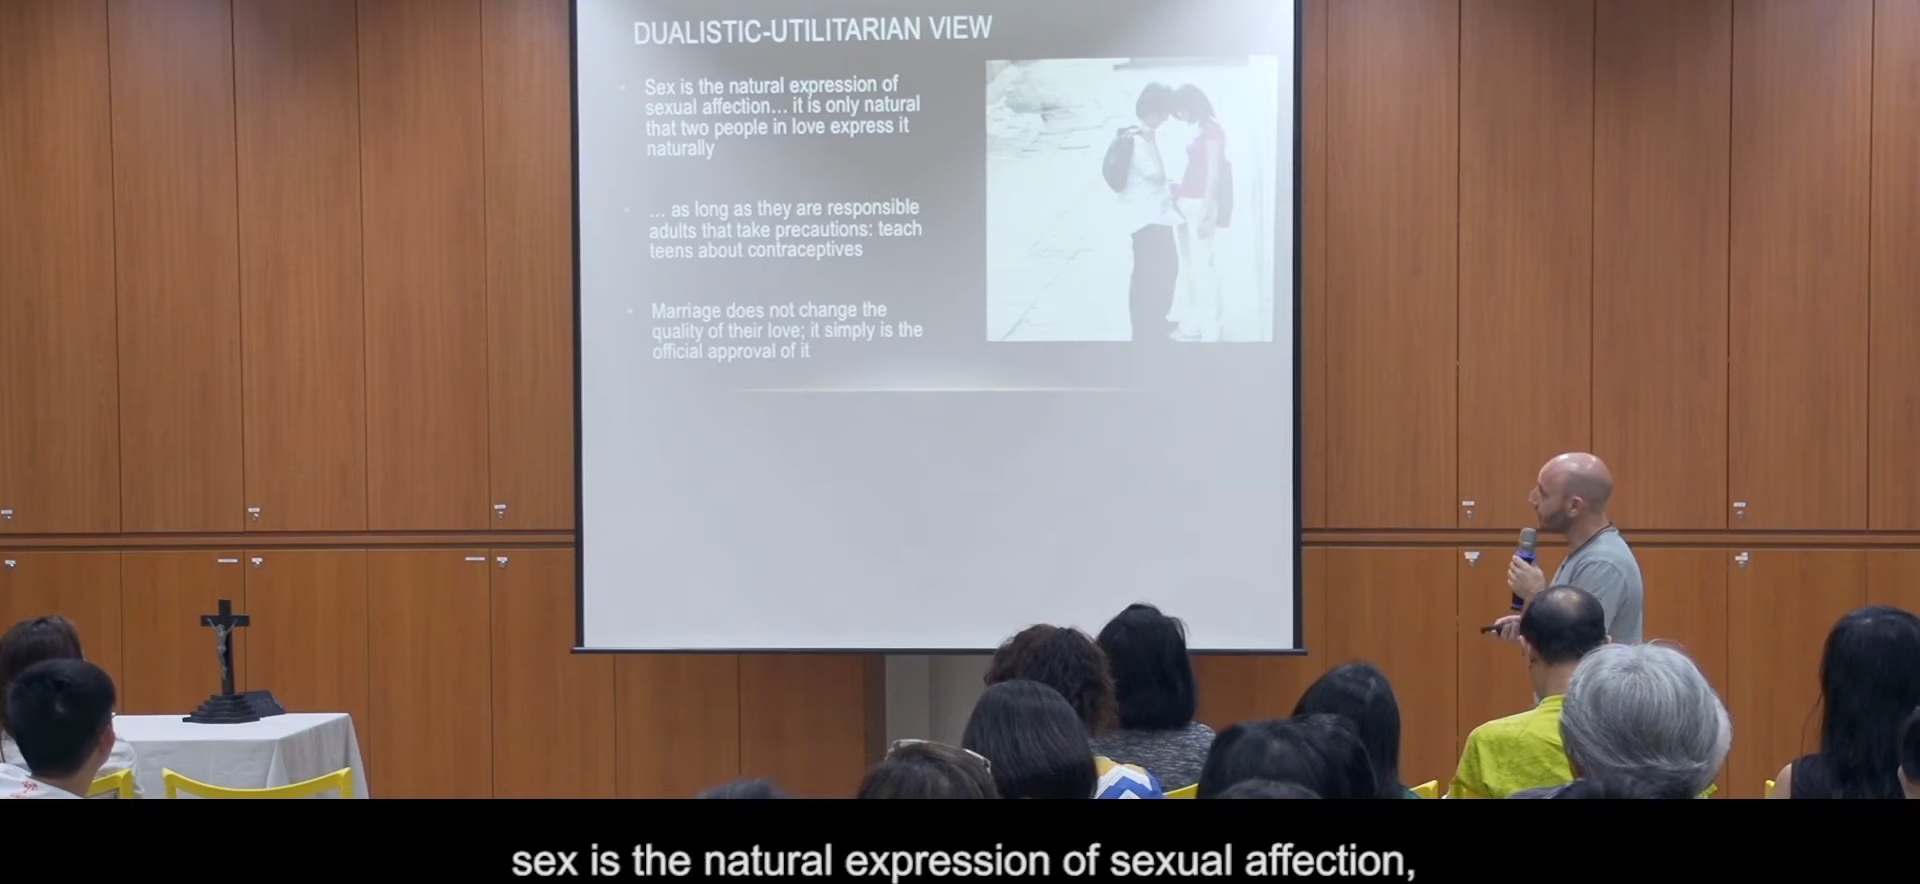 DUALISTIC-UTILITARIAN VIEW
Sex is the natural expression of
sexual affection... it is only natural
that two people in love express it
naturally
... as long as they are responsible
adults that take precautions: teach
teens about contraceptives
Marriage does not change the
quality of their love; it simply is the
official approval of it
sex is the natural expression of sexual affection,